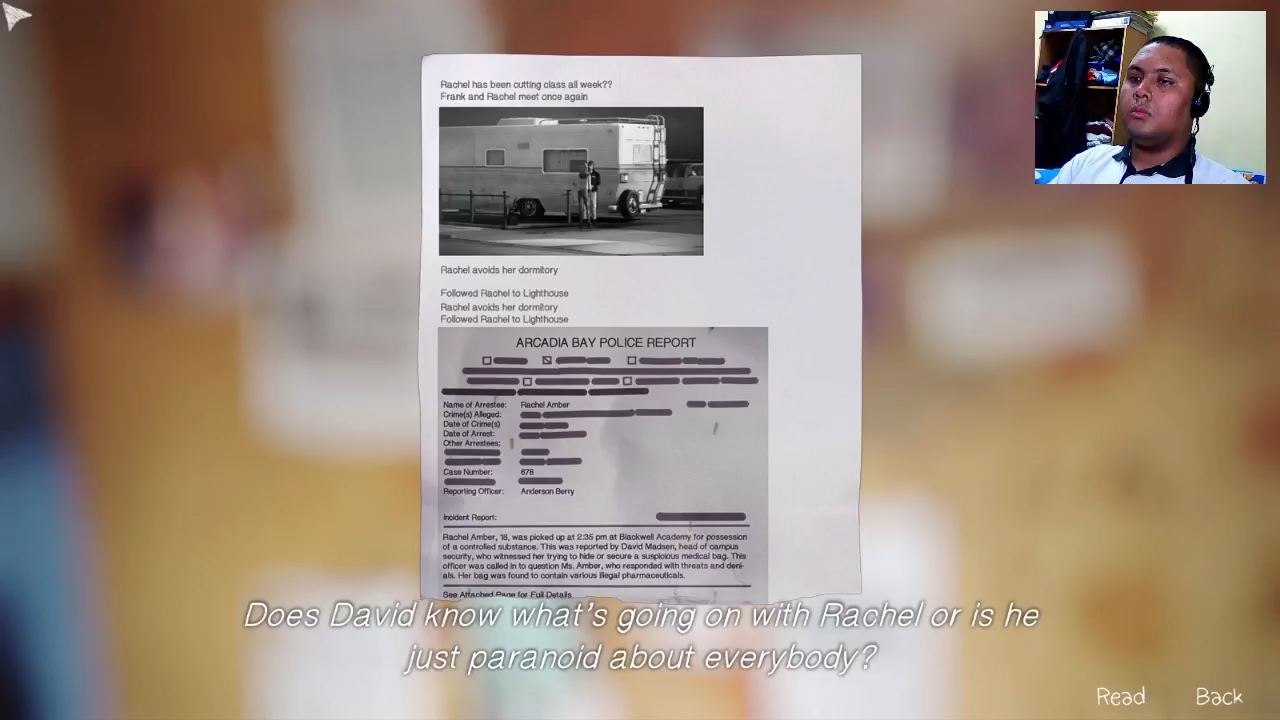 Rachel has been cutting class all week??
Frank and Rachel meet once again
Rachel avoids her dormitory
Followed Rachel to Lighthouse
Rachel avoids her dormitory
Followed Rachel to Lighthouse
ARCADIA BAY POLICE REPORT
Name of Arrestee: Rachel Amber
Crime(s) Alleged:
Date of Crime(s)
Date of Arrest:
Other Arrestees:
Case Number: 678
Reporting Officer: Anderson Berry
Incident Report:
Rachel Amber, 18, was picked up at 2:35 pm at Blackwell Academy for possession
of a controlled substance. This was reported by David Madsen, head of campus
security, who witnessed her trying to hide or secure a suspicious medical bag. This
officer was called in to question Ms. Amber, who responded with threats and deni-
als. Her bag was found to contain various illegal pharmaceuticals.
See Attached Page for Full Details
Does David know what's going on with Rachel or is he
just paranoid about everybody?
Read Back